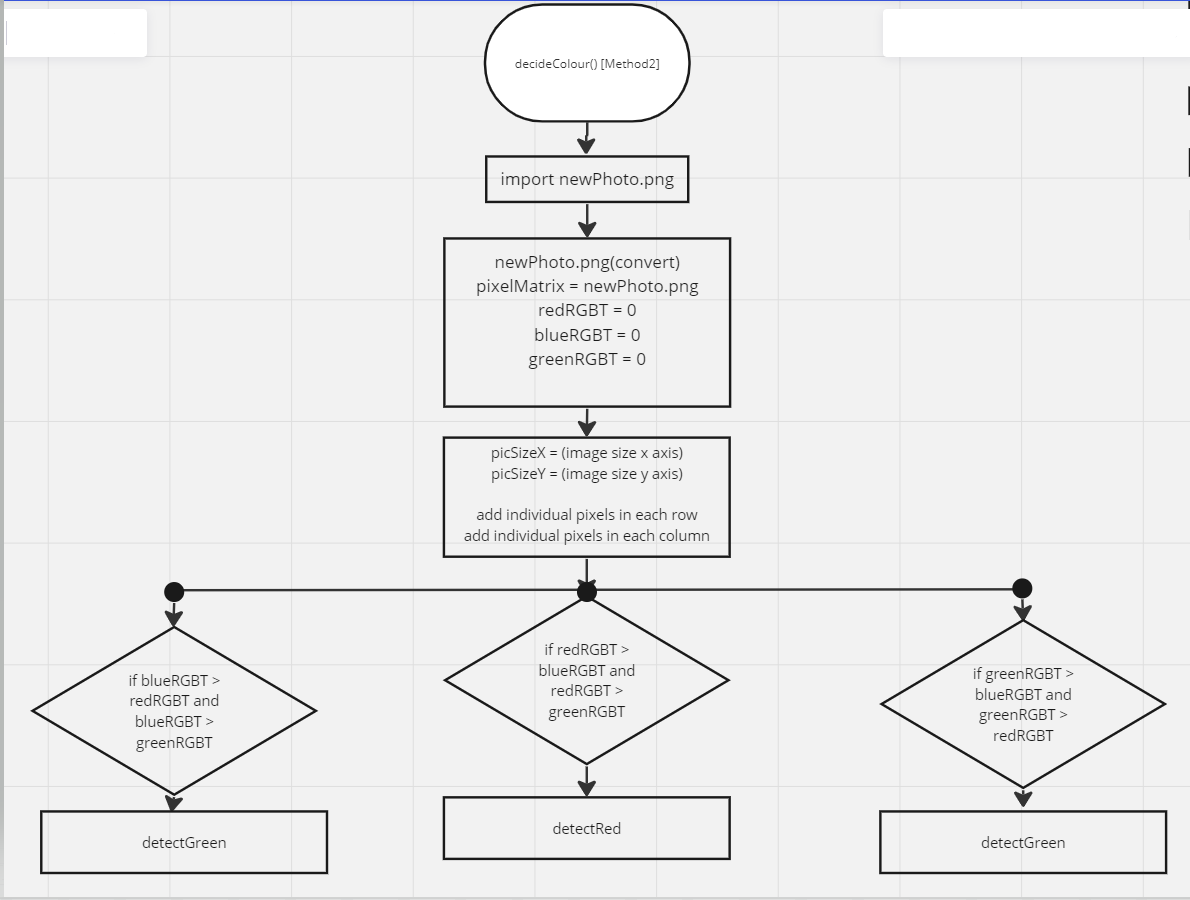 decideColour() [Method2]
import newPhoto.png
newPhoto.png(convert)
pixelMatrix = newPhoto.png
redRGBT = 0
blueRGBT = 0
greenRGBT = 0
picSizeX = (image size x axis)
picSizeY = (image size y axis)
add individual pixels in each row
add individual pixels in each column
if blueRGBT >
redRGBT and
blueRGBT >
greenRGBT
if redRGBT >
blueRGBT and
redRGBT >
greenRGBT
if greenRGBT >
blueRGBT and
greenRGBT >
redRGBT
detectGreen
detectRed
detectGreen